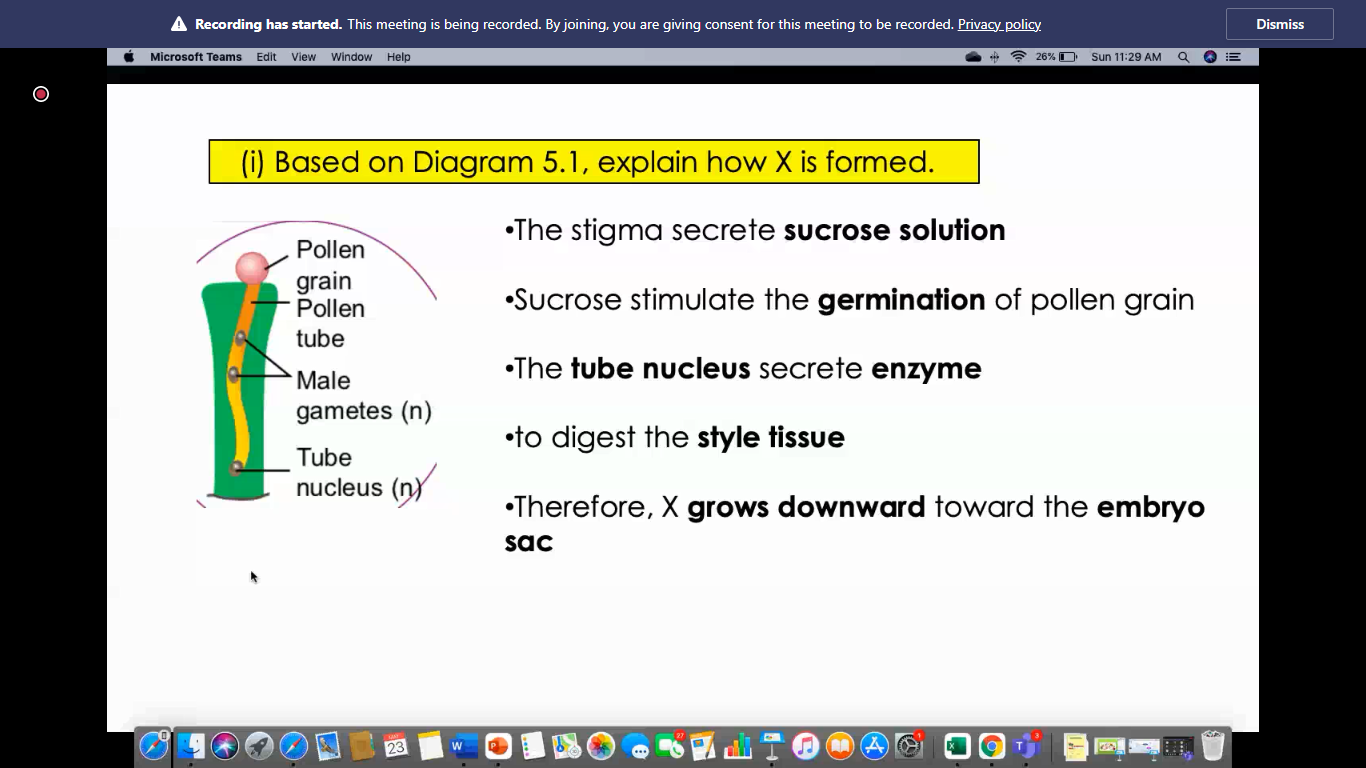 Recording has started. This meeting is being recorded. By joining, you are giving consent for this meeting to be recorded. Privacy policy
Dismiss
Microsoft Teams Edit View Window Help
26% Sun 11:29 AM
(i) Based on Diagram 5.1, explain how X is formed.
Pollen
grain
Pollen
tube
Male
gametes (n)
Tube
nucleus (n)
•The stigma secrete sucrose solution
•Sucrose stimulate the germination of pollen grain
•The tube nucleus secrete enzyme
•to digest the style tissue
•Therefore, X grows downward toward the embryo
sac
23
27
1
3